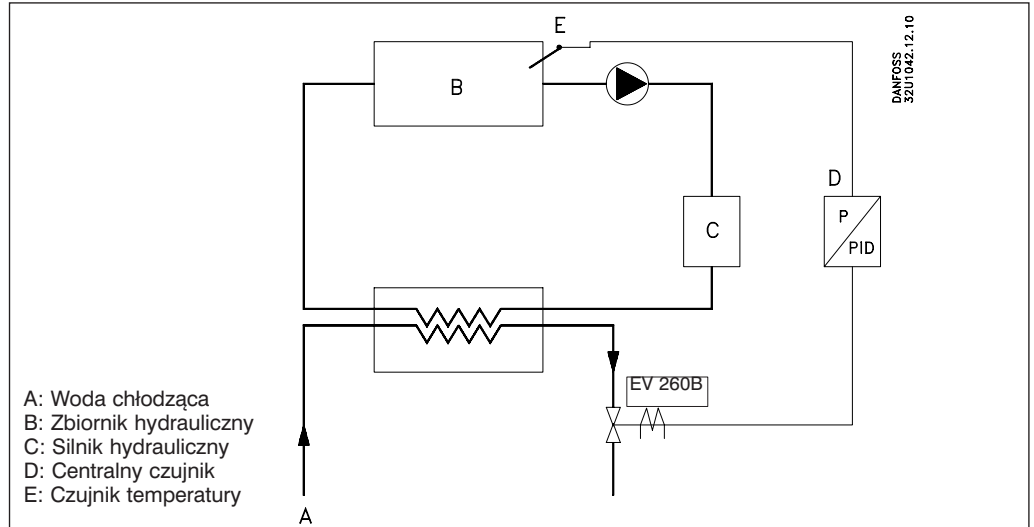 E
DANFOSS
32U1042.12.10
B
D
P
PID
C
EV 260B
A: Woda chłodząca
B: Zbiornik hydrauliczny
C: Silnik hydrauliczny
D: Centralny czujnik
E: Czujnik temperatury
A